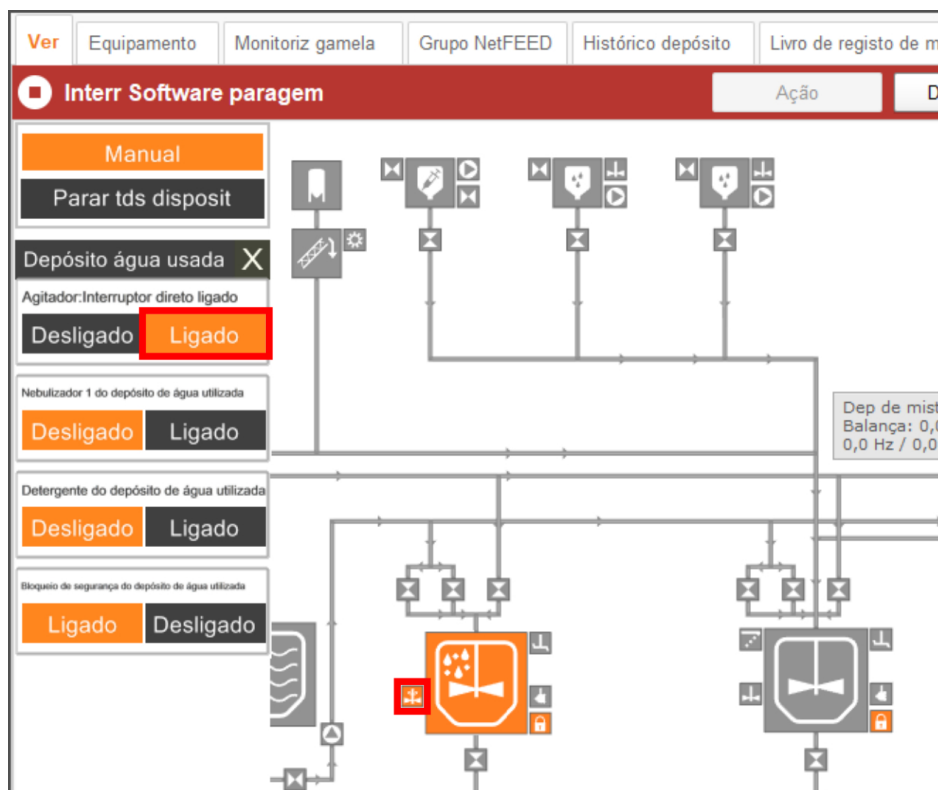 Ver
Equipamento
Monitoriz gamela
Grupo NetFEED
Histórico depósito
Livro de registo de m
Interr Software paragem
Ação
D
Manual
Parar tds disposit
Depósito água usada X
Agitador:Interruptor direto ligado
Desligado Ligado
Nebulizador 1 do depósito de água utilizada
Desligado Ligado
Detergente do depósito de água utilizada
Desligado Ligado
Bloqueio de segurança do depósito de água utilizada
Ligado Desligado
Dep de mist
Balança: 0,0
0,0 Hz / 0,0